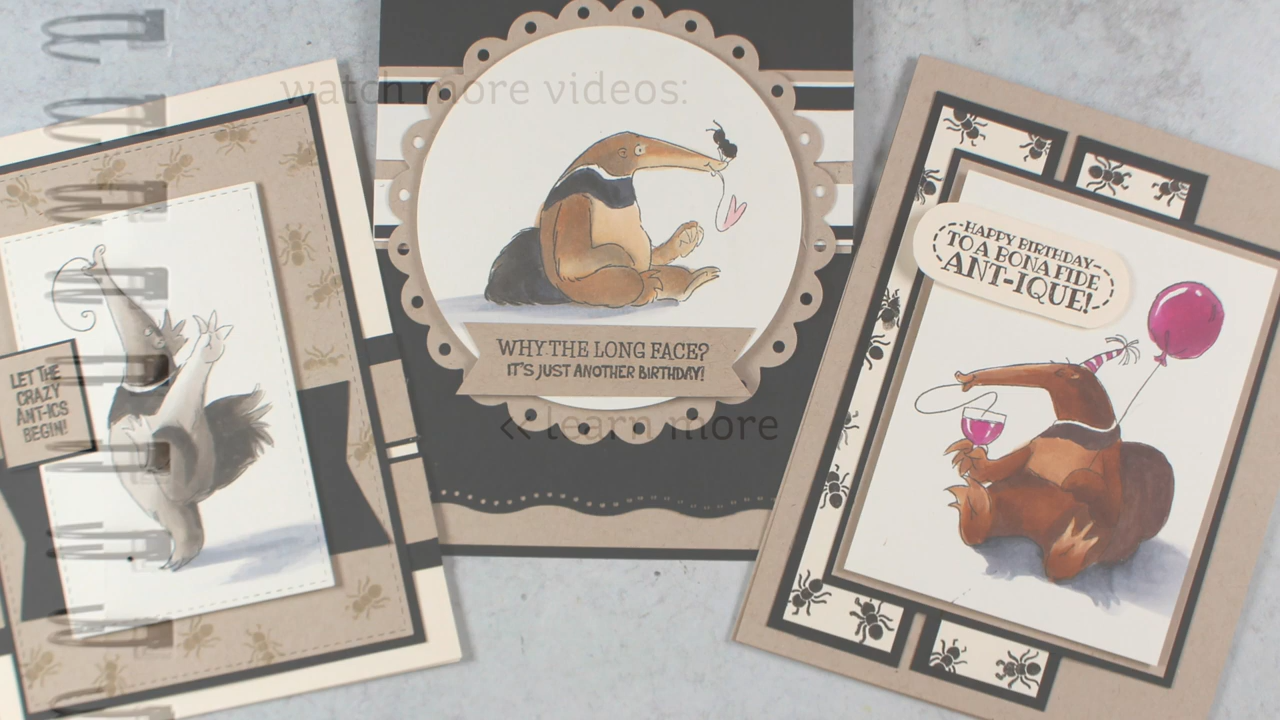 watch more videos:
LET THE
CRAZY
ANT-ICS
BEGIN!
WHY THE LONG FACE?
IT'S JUST ANOTHER BIRTHDAY!
HAPPY BIRTHDAY
TO A BONA FIDE
ANT-IQUE!
<< learn more